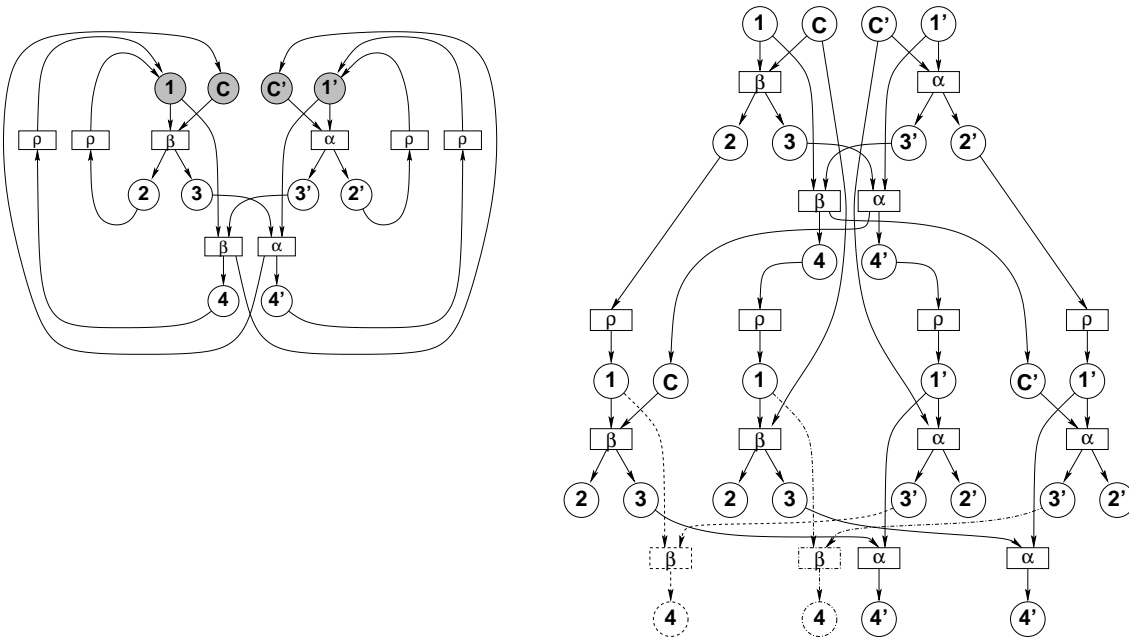 1 C C' 1'
ρ ρ β α ρ ρ
2 3 3' 2'
β α
4 4'
1 C C' 1'
β α
2 3 3' 2'
β α
4 4'
ρ ρ ρ ρ
1 C 1 1' C' 1'
β β α α
2 3 2 3 3' 2' 3' 2'
β β α α
4 4 4' 4'